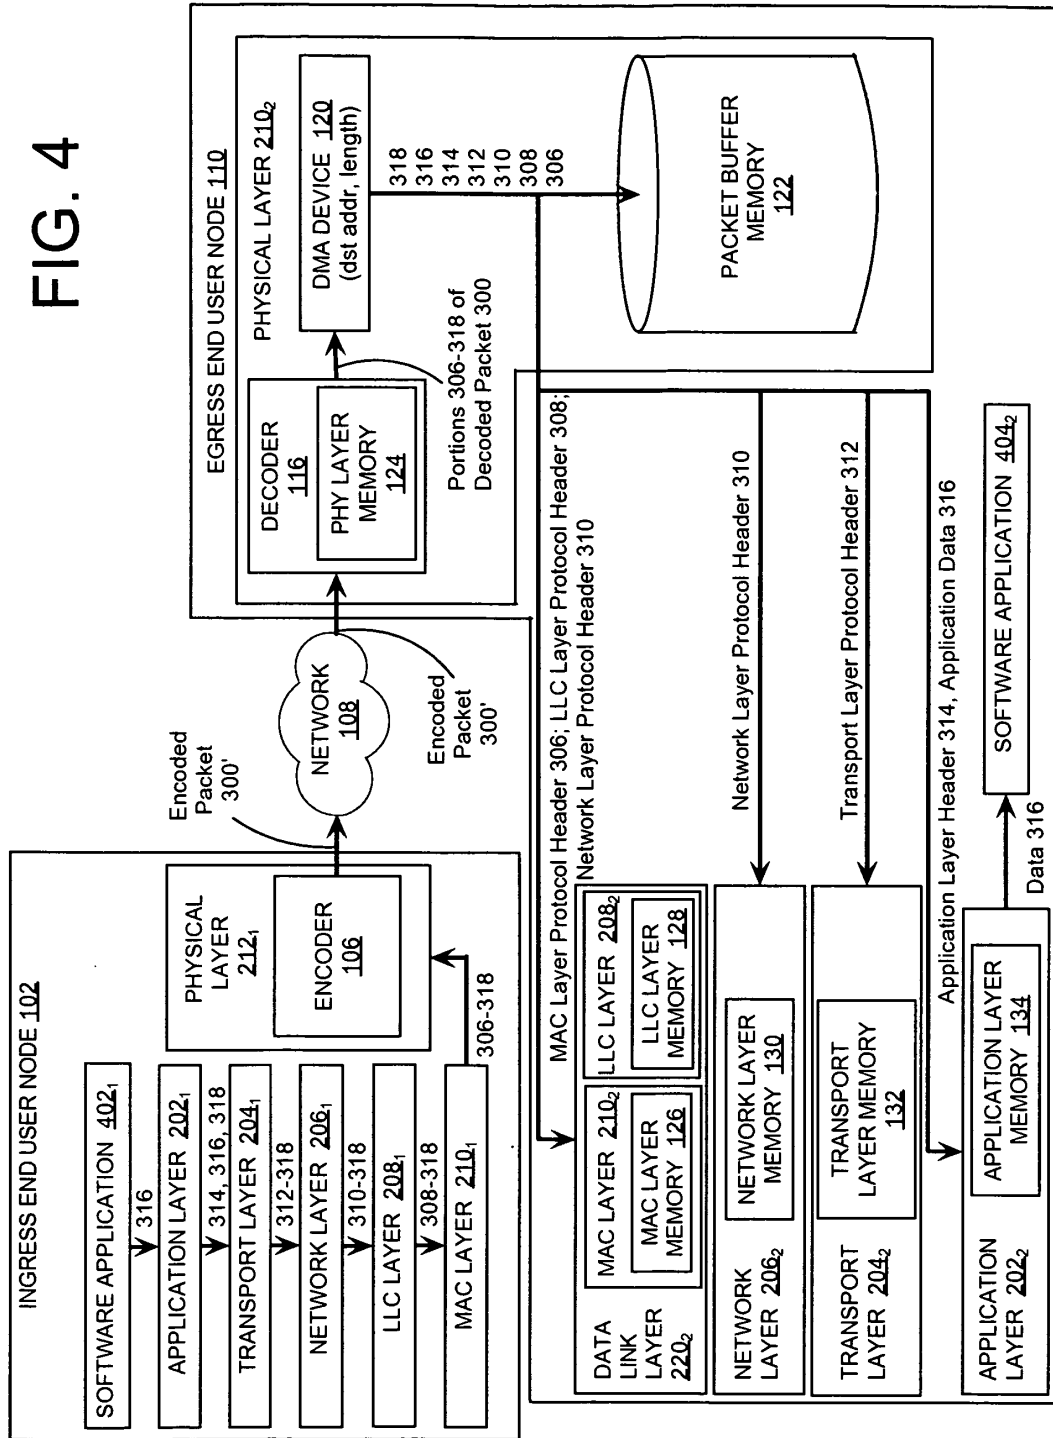 FIG. 4
INGRESS END USER NODE 102
SOFTWARE APPLICATION 402₁
316
APPLICATION LAYER 202₁
314, 316, 318
TRANSPORT LAYER 204₁
312-318
NETWORK LAYER 206₁
310-318
LLC LAYER 208₁
308-318
MAC LAYER 210₁
306-318
PHYSICAL
LAYER
212₁
ENCODER
106
Encoded
Packet
300'
NETWORK
108
Encoded
Packet
300'
EGRESS END USER NODE 110
PHYSICAL LAYER 210₂
DECODER
116
PHY LAYER
MEMORY
124
Portions 306-318 of
Decoded Packet 300
DMA DEVICE 120
(dst addr, length)
318
316
314
312
310
308
306
PACKET BUFFER
MEMORY
122
MAC Layer Protocol Header 306; LLC Layer Protocol Header 308;
Network Layer Protocol Header 310
DATA
LINK
LAYER
220₂
MAC LAYER 210₂
MAC LAYER
MEMORY 126
LLC LAYER 208₂
LLC LAYER
MEMORY 128
Network Layer Protocol Header 310
NETWORK
LAYER 206₂
NETWORK LAYER
MEMORY 130
Transport Layer Protocol Header 312
TRANSPORT
LAYER 204₂
TRANSPORT
LAYER MEMORY
132
Application Layer Header 314, Application Data 316
APPLICATION
LAYER 202₂
APPLICATION LAYER
MEMORY 134
Data 316
SOFTWARE APPLICATION 404₂